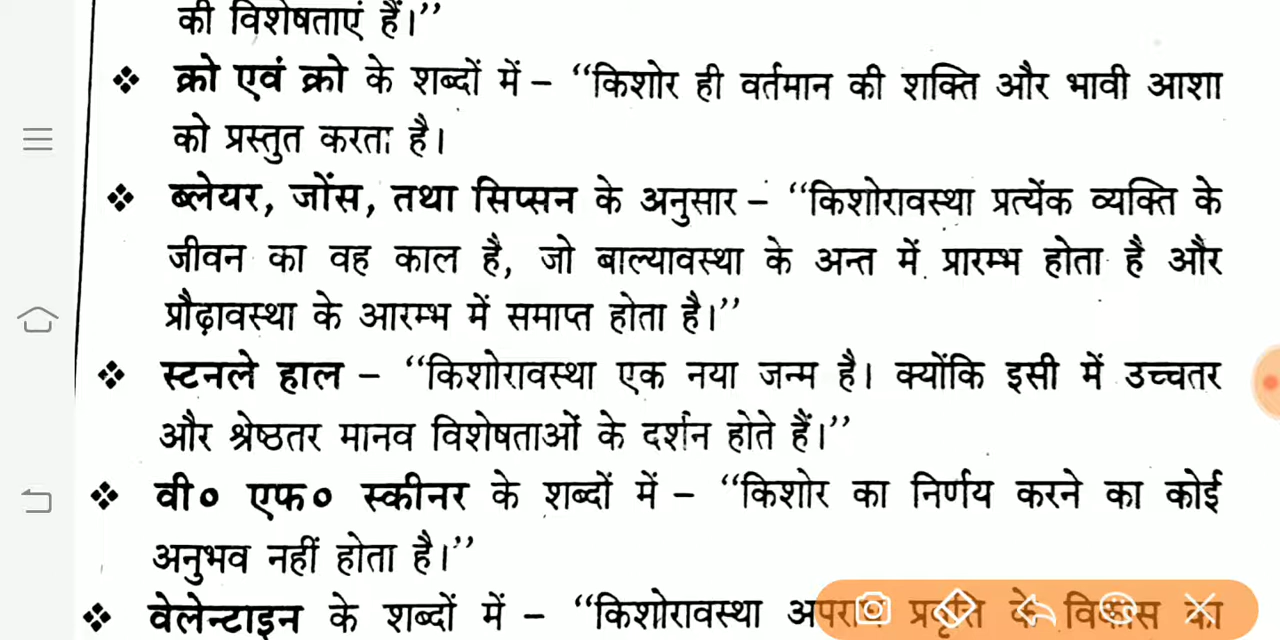 की विशेषताएं हैं।”
❖ क्रो एवं क्रो के शब्दों में – “किशोर ही वर्तमान की शक्ति और भावी आशा
को प्रस्तुत करता है।
❖ ब्लेयर, जोंस, तथा सिप्सन के अनुसार – “किशोरावस्था प्रत्येंक व्यक्ति के
जीवन का वह काल है, जो बाल्यावस्था के अन्त में प्रारम्भ होता है और
प्रौढ़ावस्था के आरम्भ में समाप्त होता है।”
❖ स्टनले हाल – “किशोरावस्था एक नया जन्म है। क्योंकि इसी में उच्चतर
और श्रेष्ठतर मानव विशेषताओं के दर्शन होते हैं।”
❖ वी० एफ० स्कीनर के शब्दों में – “किशोर का निर्णय करने का कोई
अनुभव नहीं होता है।”
❖ वेलेन्टाइन के शब्दों में – “किशोरावस्था अपराध प्रवृति के विकास का